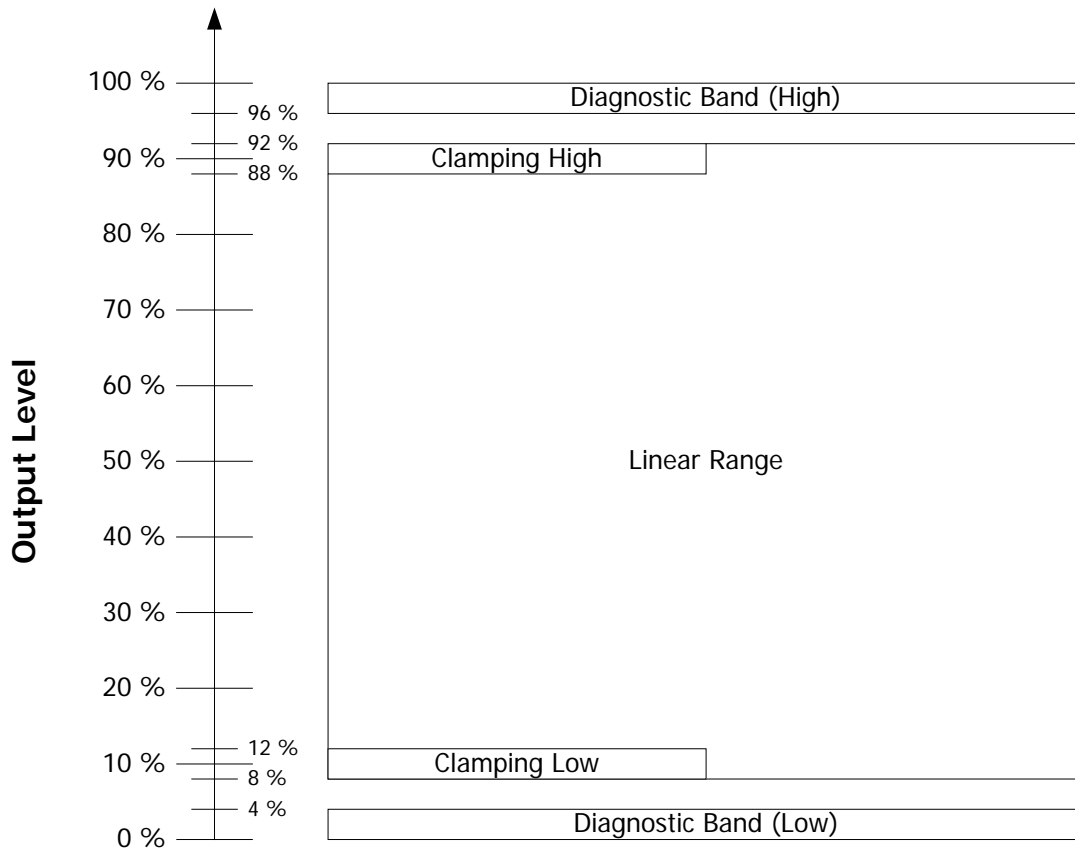 100 %
Diagnostic Band (High)
96 %
92 %
90 %
Clamping High
88 %
80 %
70 %
60 %
Output Level
50 %
Linear Range
40 %
30 %
20 %
12 %
10 %
Clamping Low
8 %
4 %
Diagnostic Band (Low)
0 %